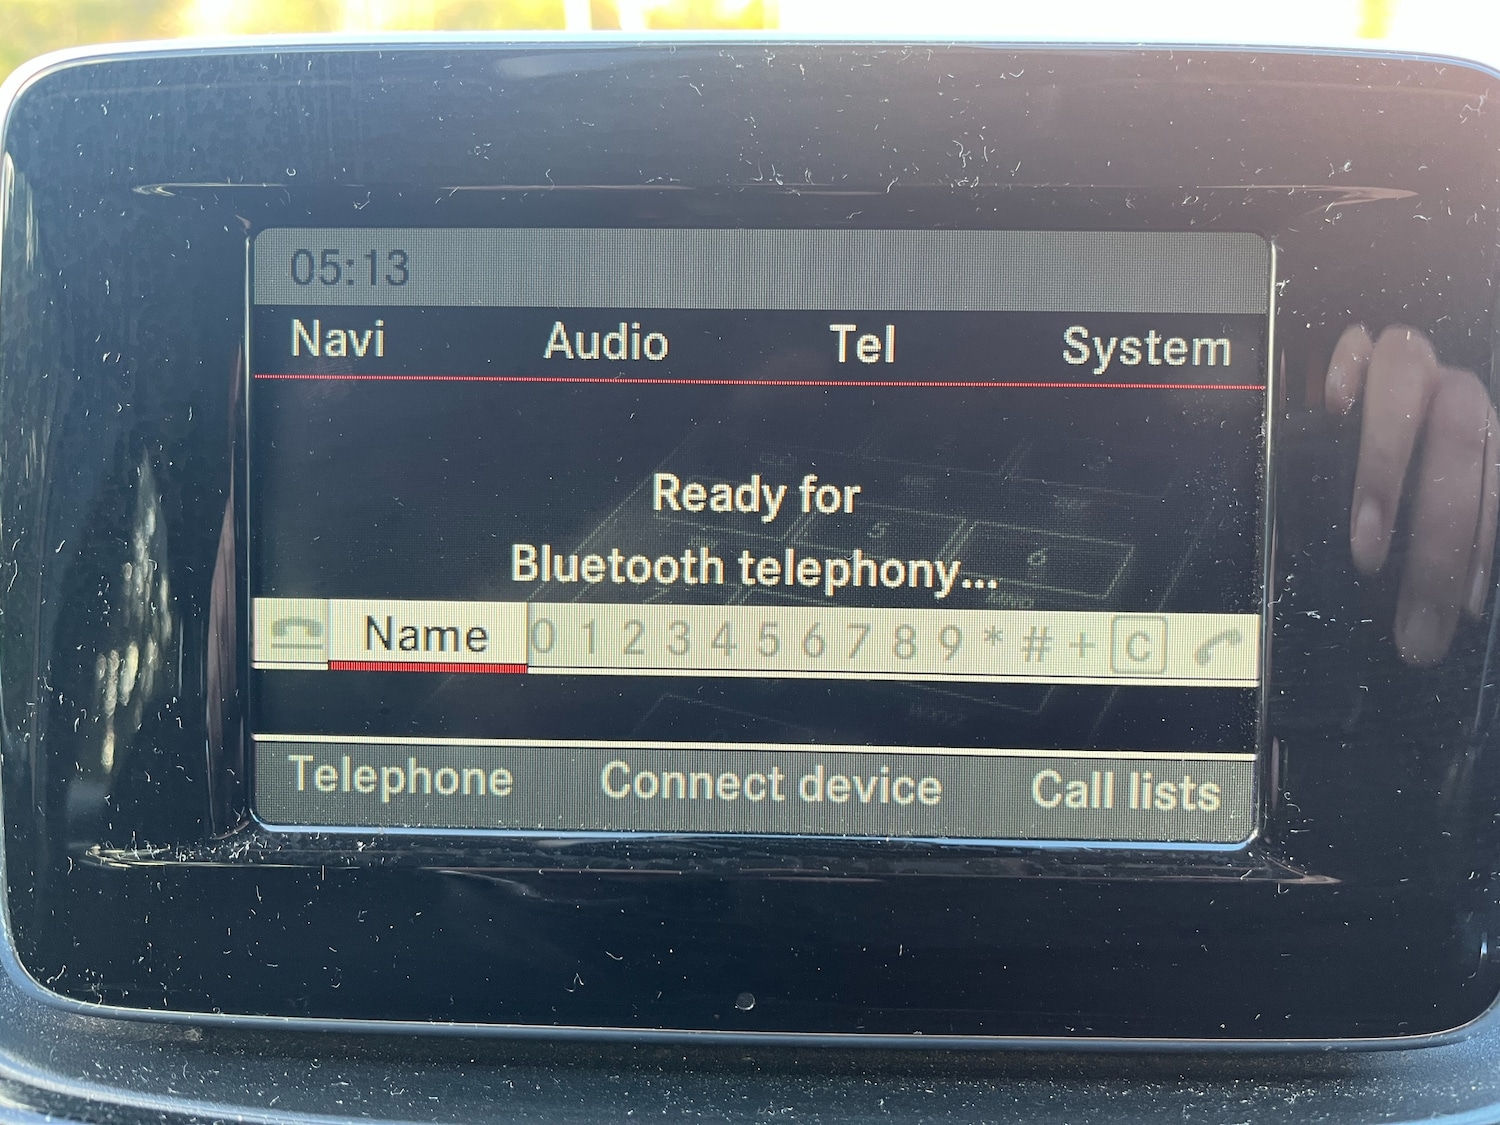 05:13
Navi Audio Tel System
Ready for
Bluetooth telephony...
Name 0 1 2 3 4 5 6 7 8 9 * # + C
Telephone Connect device Call lists